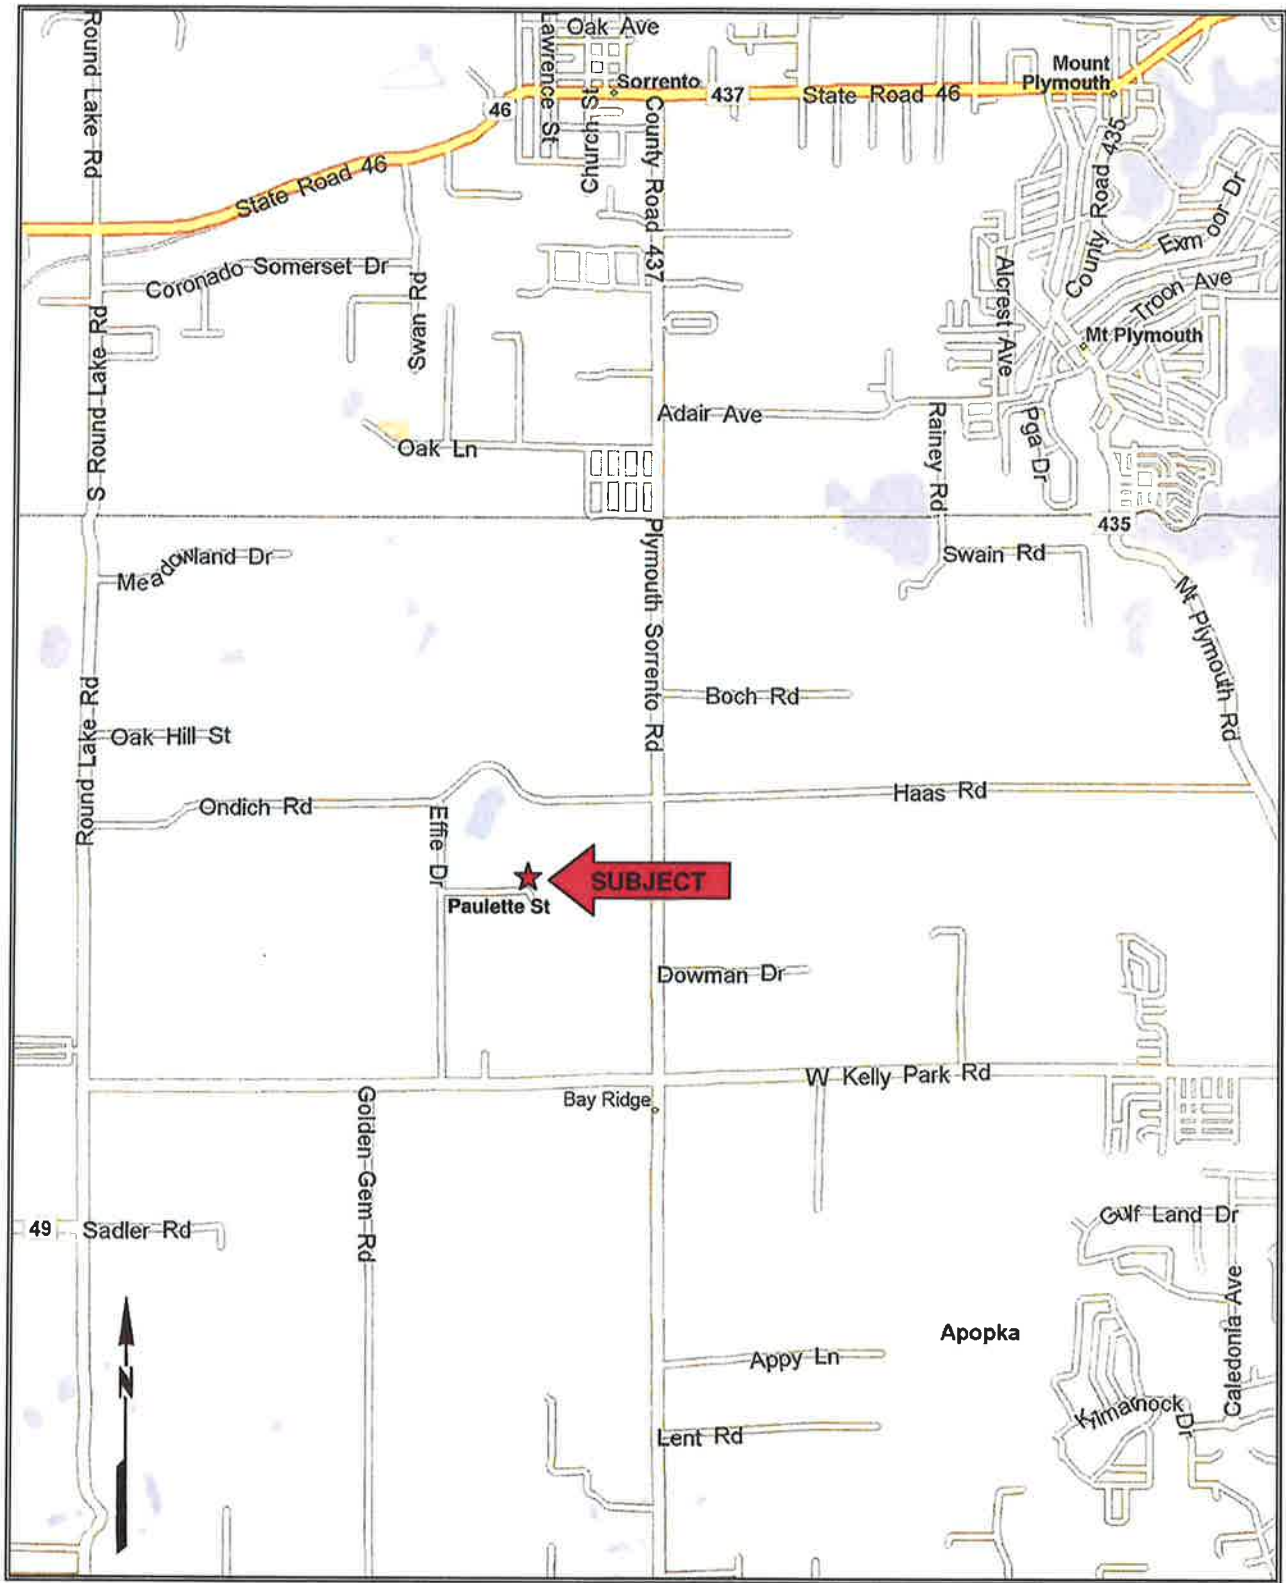 Round Lake Rd
Lawrence St
Oak Ave
Church St
Sorrento
County Road 437
437
State Road 46
Mount
Plymouth
46
State Road 46
County Road 435
Exmoor Dr
Coronado Somerset Dr
Swan Rd
Alcrest Ave
Troon Ave
Mt Plymouth
S Round Lake Rd
Adair Ave
Rainey Rd
Pga Dr
Oak Ln
435
Meadowland Dr
Plymouth Sorrento Rd
Swain Rd
Mt Plymouth Rd
Boch Rd
Round Lake Rd
Oak Hill St
Ondich Rd
Haas Rd
Effie Dr
SUBJECT
Paulette St
Dowman Dr
W Kelly Park Rd
Bay Ridge
Golden Gem Rd
49
Sadler Rd
Gulf Land Dr
Caledonia Ave
Apopka
Appy Ln
N
Kilmarnock Dr
Lent Rd